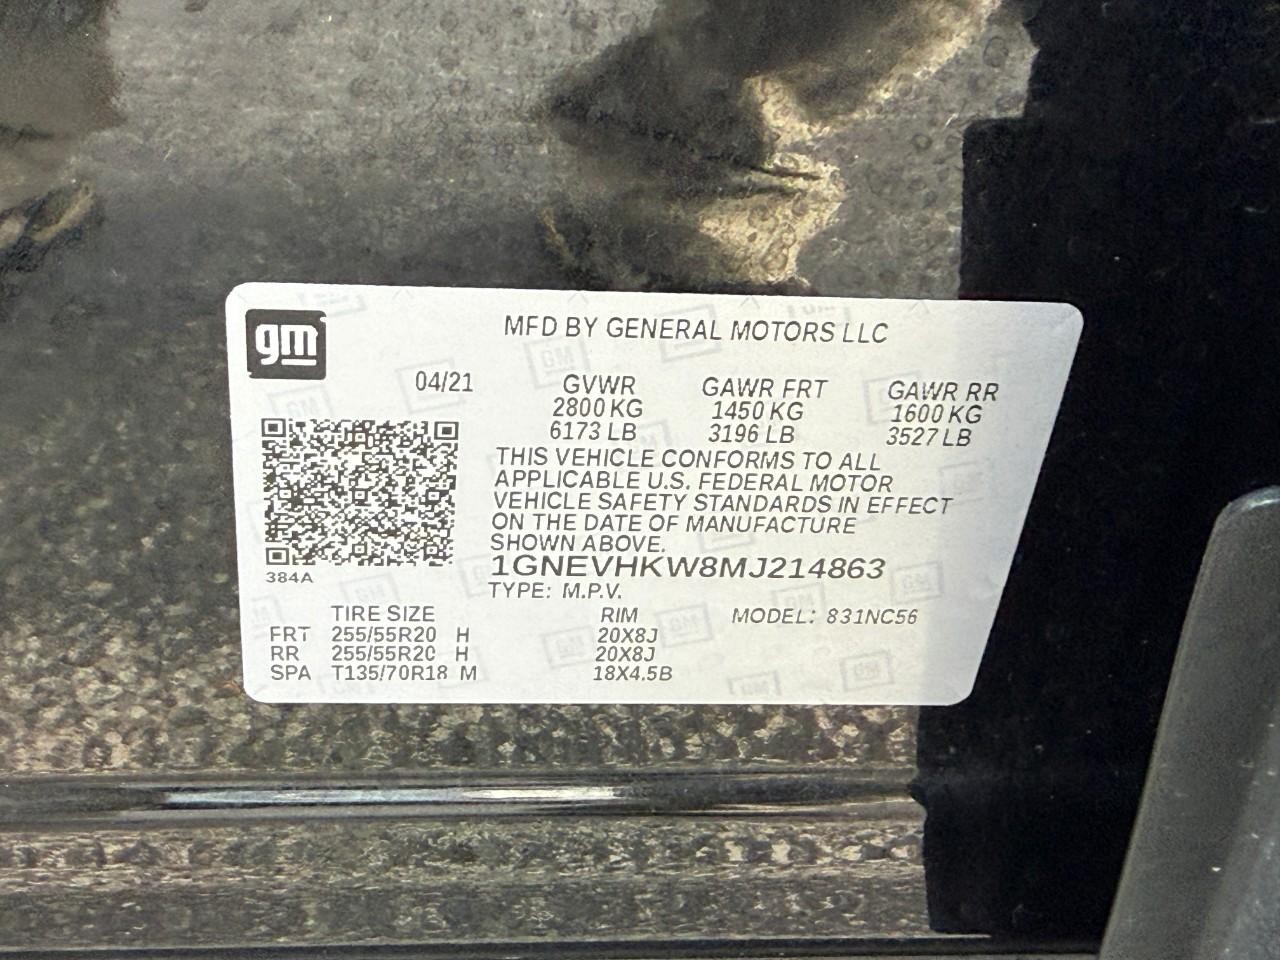 gm
MFD BY GENERAL MOTORS LLC
04/21 GVWR GAWR FRT GAWR RR
2800 KG 1450 KG 1600 KG
6173 LB 3196 LB 3527 LB
THIS VEHICLE CONFORMS TO ALL
APPLICABLE U.S. FEDERAL MOTOR
VEHICLE SAFETY STANDARDS IN EFFECT
ON THE DATE OF MANUFACTURE
SHOWN ABOVE.
1GNEVHKW8MJ214863
384A
TYPE: M.P.V.
TIRE SIZE RIM MODEL: 831NC56
FRT 255/55R20 H 20X8J
RR 255/55R20 H 20X8J
SPA T135/70R18 M 18X4.5B